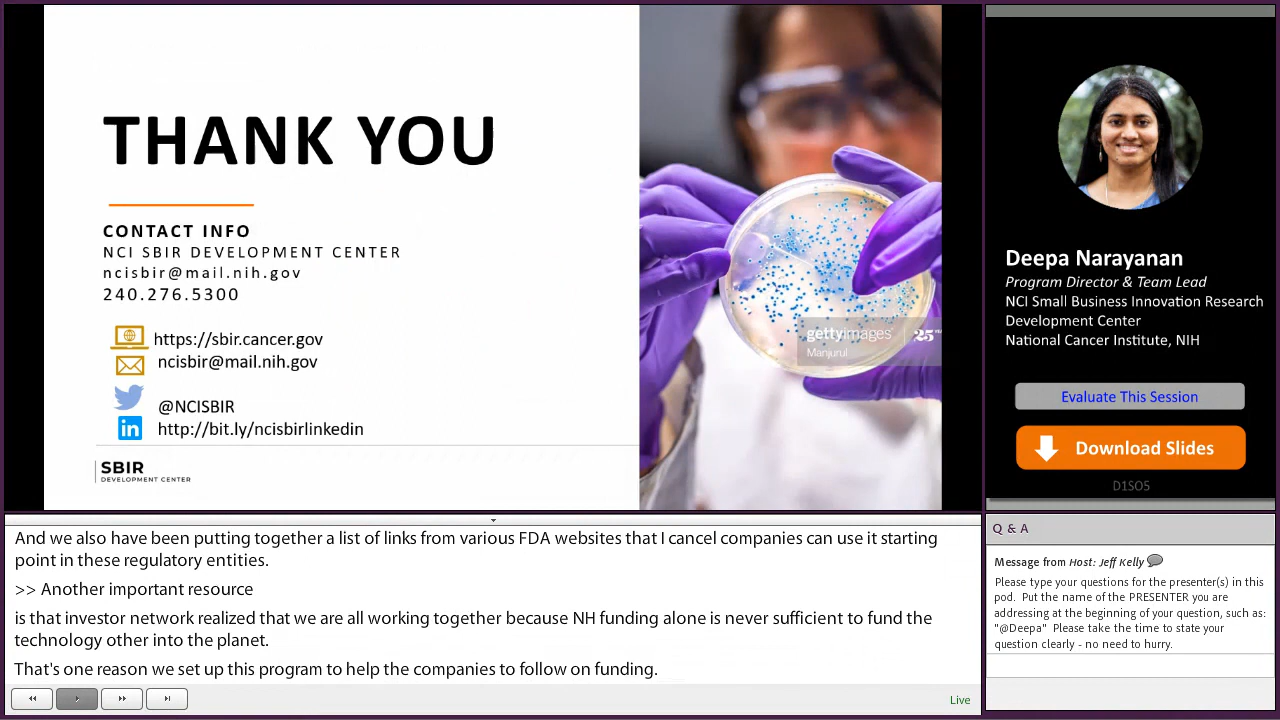 THANK YOU
CONTACT INFO
NCI SBIR DEVELOPMENT CENTER
ncisbir@mail.nih.gov
240.276.5300
https://sbir.cancer.gov
ncisbir@mail.nih.gov
@NCISBIR
in http://bit.ly/ncisbirlinkedin
SBIR
DEVELOPMENT CENTER
gettyimages 25
Manjurul
Deepa Narayanan
Program Director & Team Lead
NCI Small Business Innovation Research
Development Center
National Cancer Institute, NIH
Evaluate This Session
Download Slides
D1SO5
And we also have been putting together a list of links from various FDA websites that I cancel companies can use it starting
point in these regulatory entities.
>> Another important resource
is that investor network realized that we are all working together because NH funding alone is never sufficient to fund the
technology other into the planet.
That's one reason we set up this program to help the companies to follow on funding.
Live
Q & A
Message from Host: Jeff Kelly
Please type your questions for the presenter(s) in this
pod. Put the name of the PRESENTER you are
addressing at the beginning of your question, such as:
"@Deepa" Please take the time to state your
question clearly - no need to hurry.